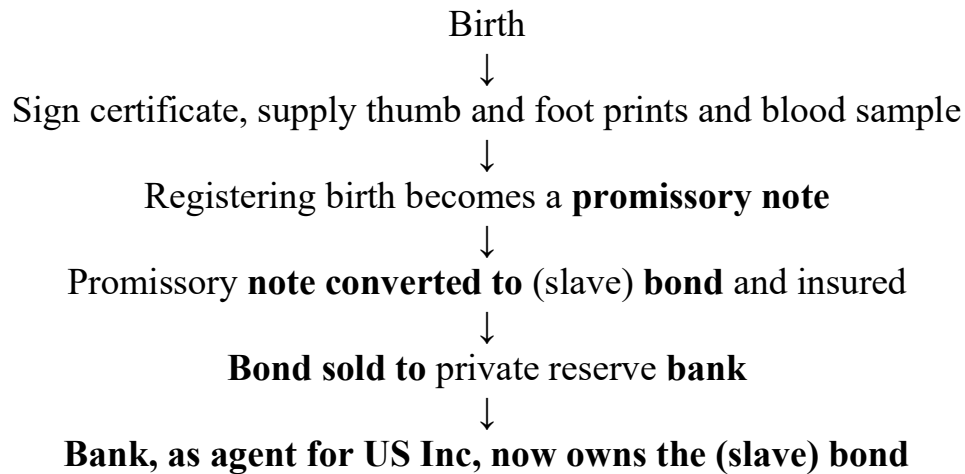 Birth
↓
Sign certificate, supply thumb and foot prints and blood sample
↓
Registering birth becomes a promissory note
↓
Promissory note converted to (slave) bond and insured
↓
Bond sold to private reserve bank
↓
Bank, as agent for US Inc, now owns the (slave) bond